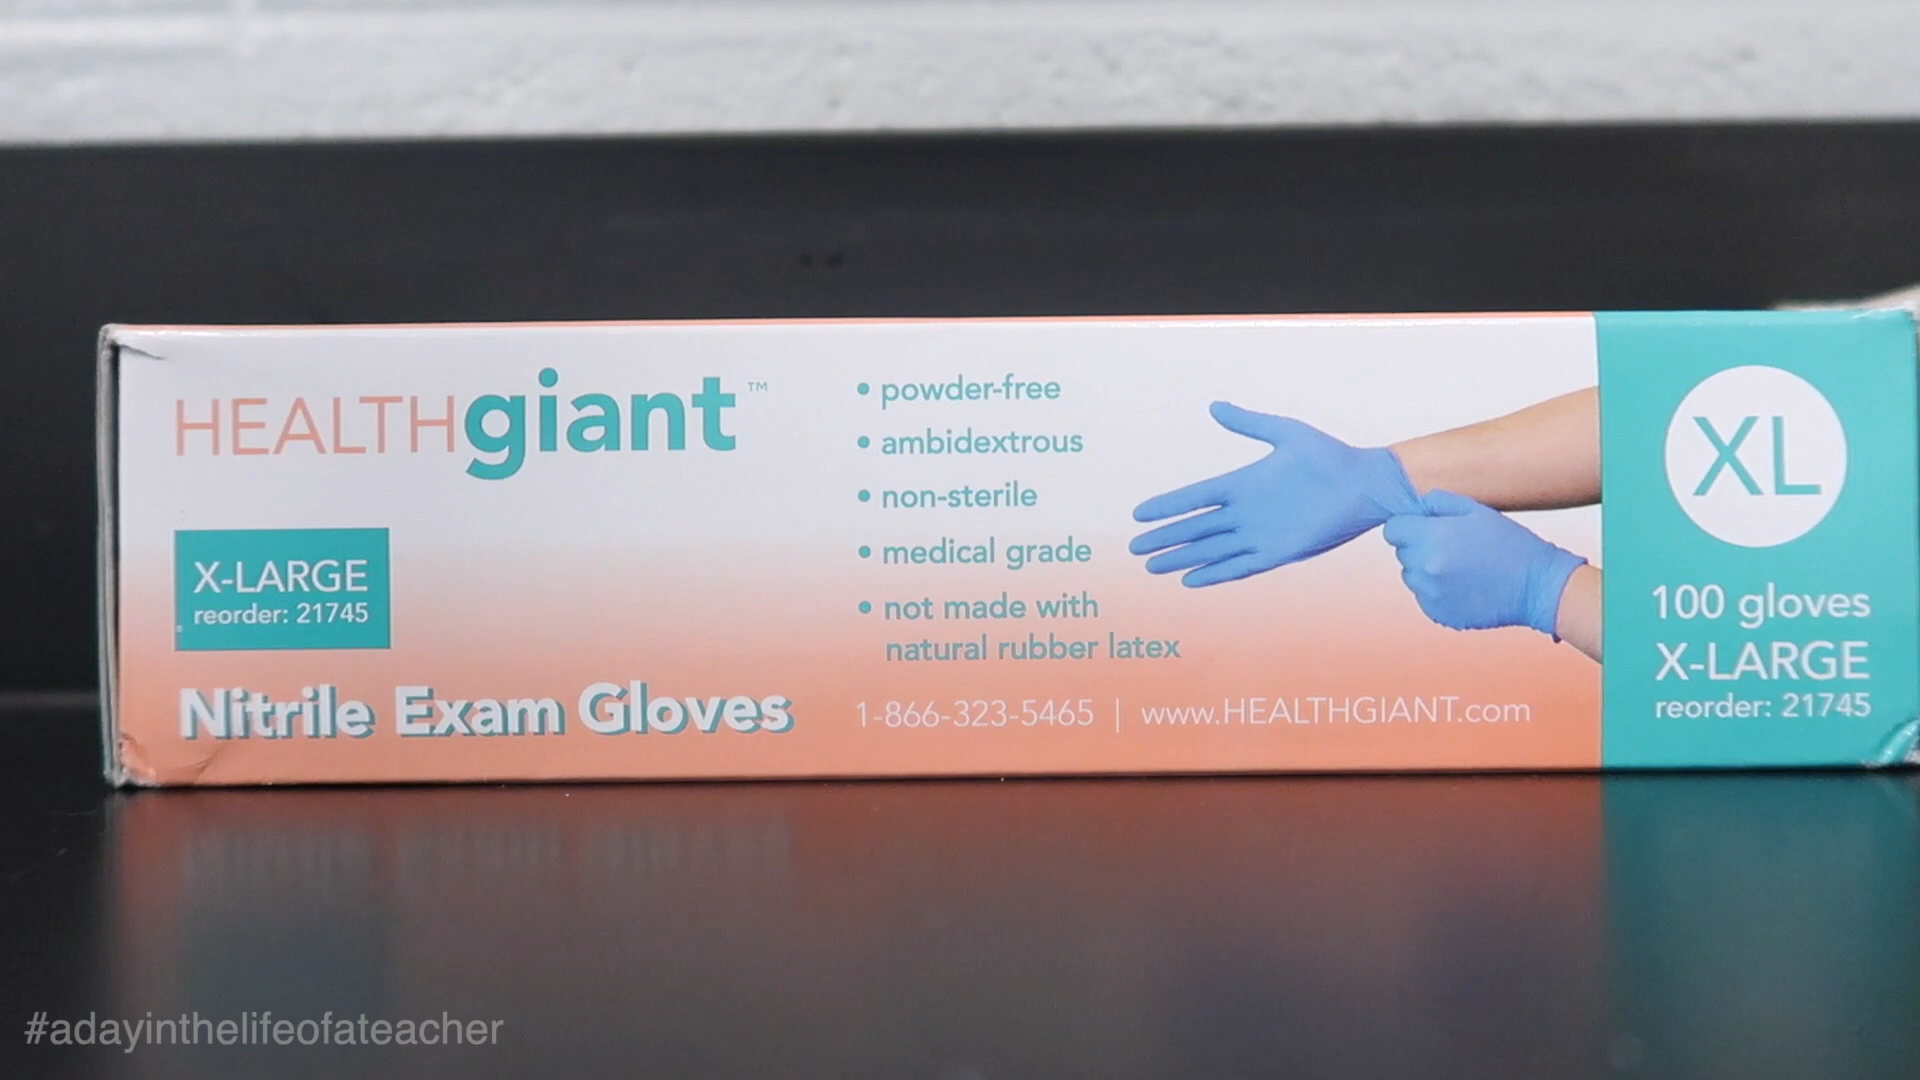 HEALTHgiant™
X-LARGE
reorder: 21745
Nitrile Exam Gloves
• powder-free
• ambidextrous
• non-sterile
• medical grade
• not made with
natural rubber latex
1-866-323-5465 | www.HEALTHGIANT.com
XL
100 gloves
X-LARGE
reorder: 21745
#adayinthelifeofateacher